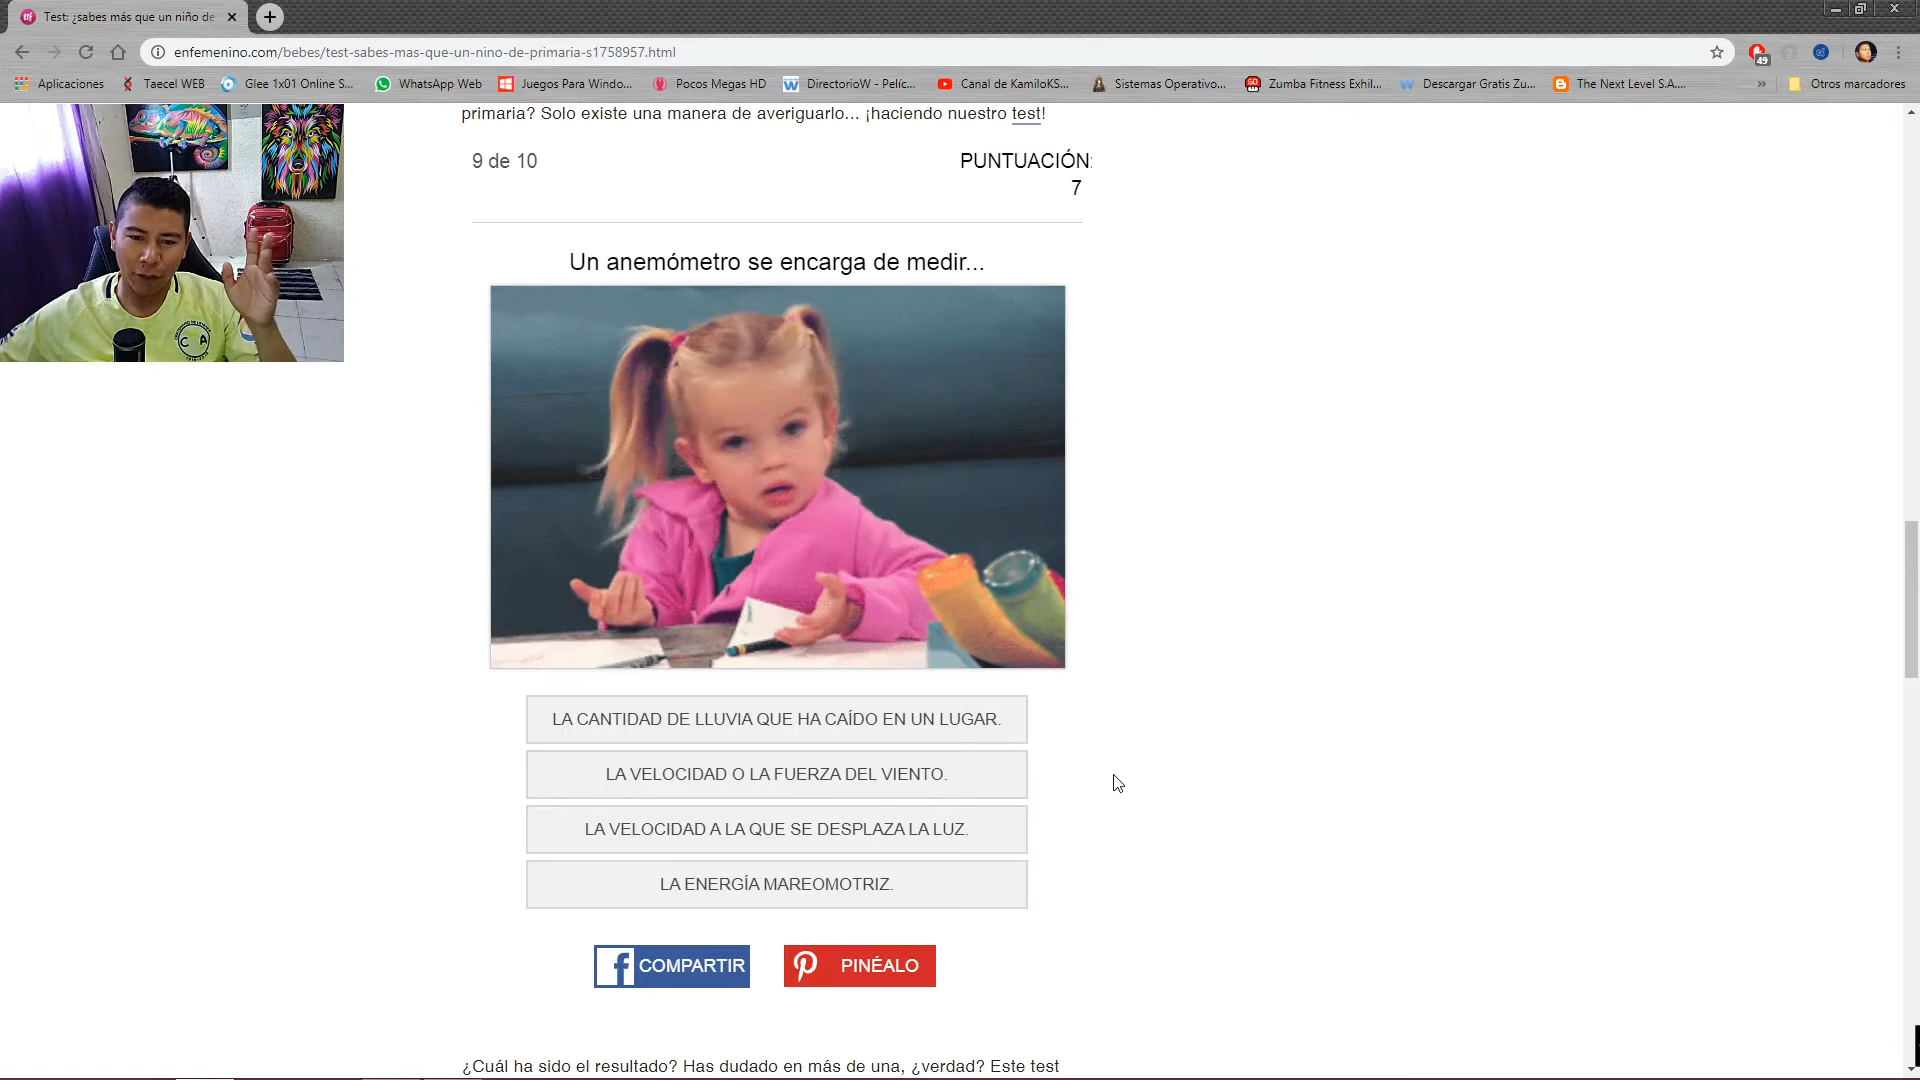 Test: ¿sabes más que un niño de
enfemenino.com/bebes/test-sabes-mas-que-un-nino-de-primaria-s1758957.html
49
Aplicaciones
Taecel WEB
Glee 1x01 Online S...
WhatsApp Web
Juegos Para Windo...
Pocos Megas HD
DirectorioW - Pelíc...
Canal de KamiloKS...
Sistemas Operativo...
Zumba Fitness Exhil...
Descargar Gratis Zu...
The Next Level S.A....
»
Otros marcadores
primaria? Solo existe una manera de averiguarlo... ¡haciendo nuestro test!
9 de 10
PUNTUACIÓN:
7
Un anemómetro se encarga de medir...
C A
LA CANTIDAD DE LLUVIA QUE HA CAÍDO EN UN LUGAR.
LA VELOCIDAD O LA FUERZA DEL VIENTO.
LA VELOCIDAD A LA QUE SE DESPLAZA LA LUZ.
LA ENERGÍA MAREOMOTRIZ.
COMPARTIR
PINÉALO
¿Cuál ha sido el resultado? Has dudado en más de una, ¿verdad? Este test